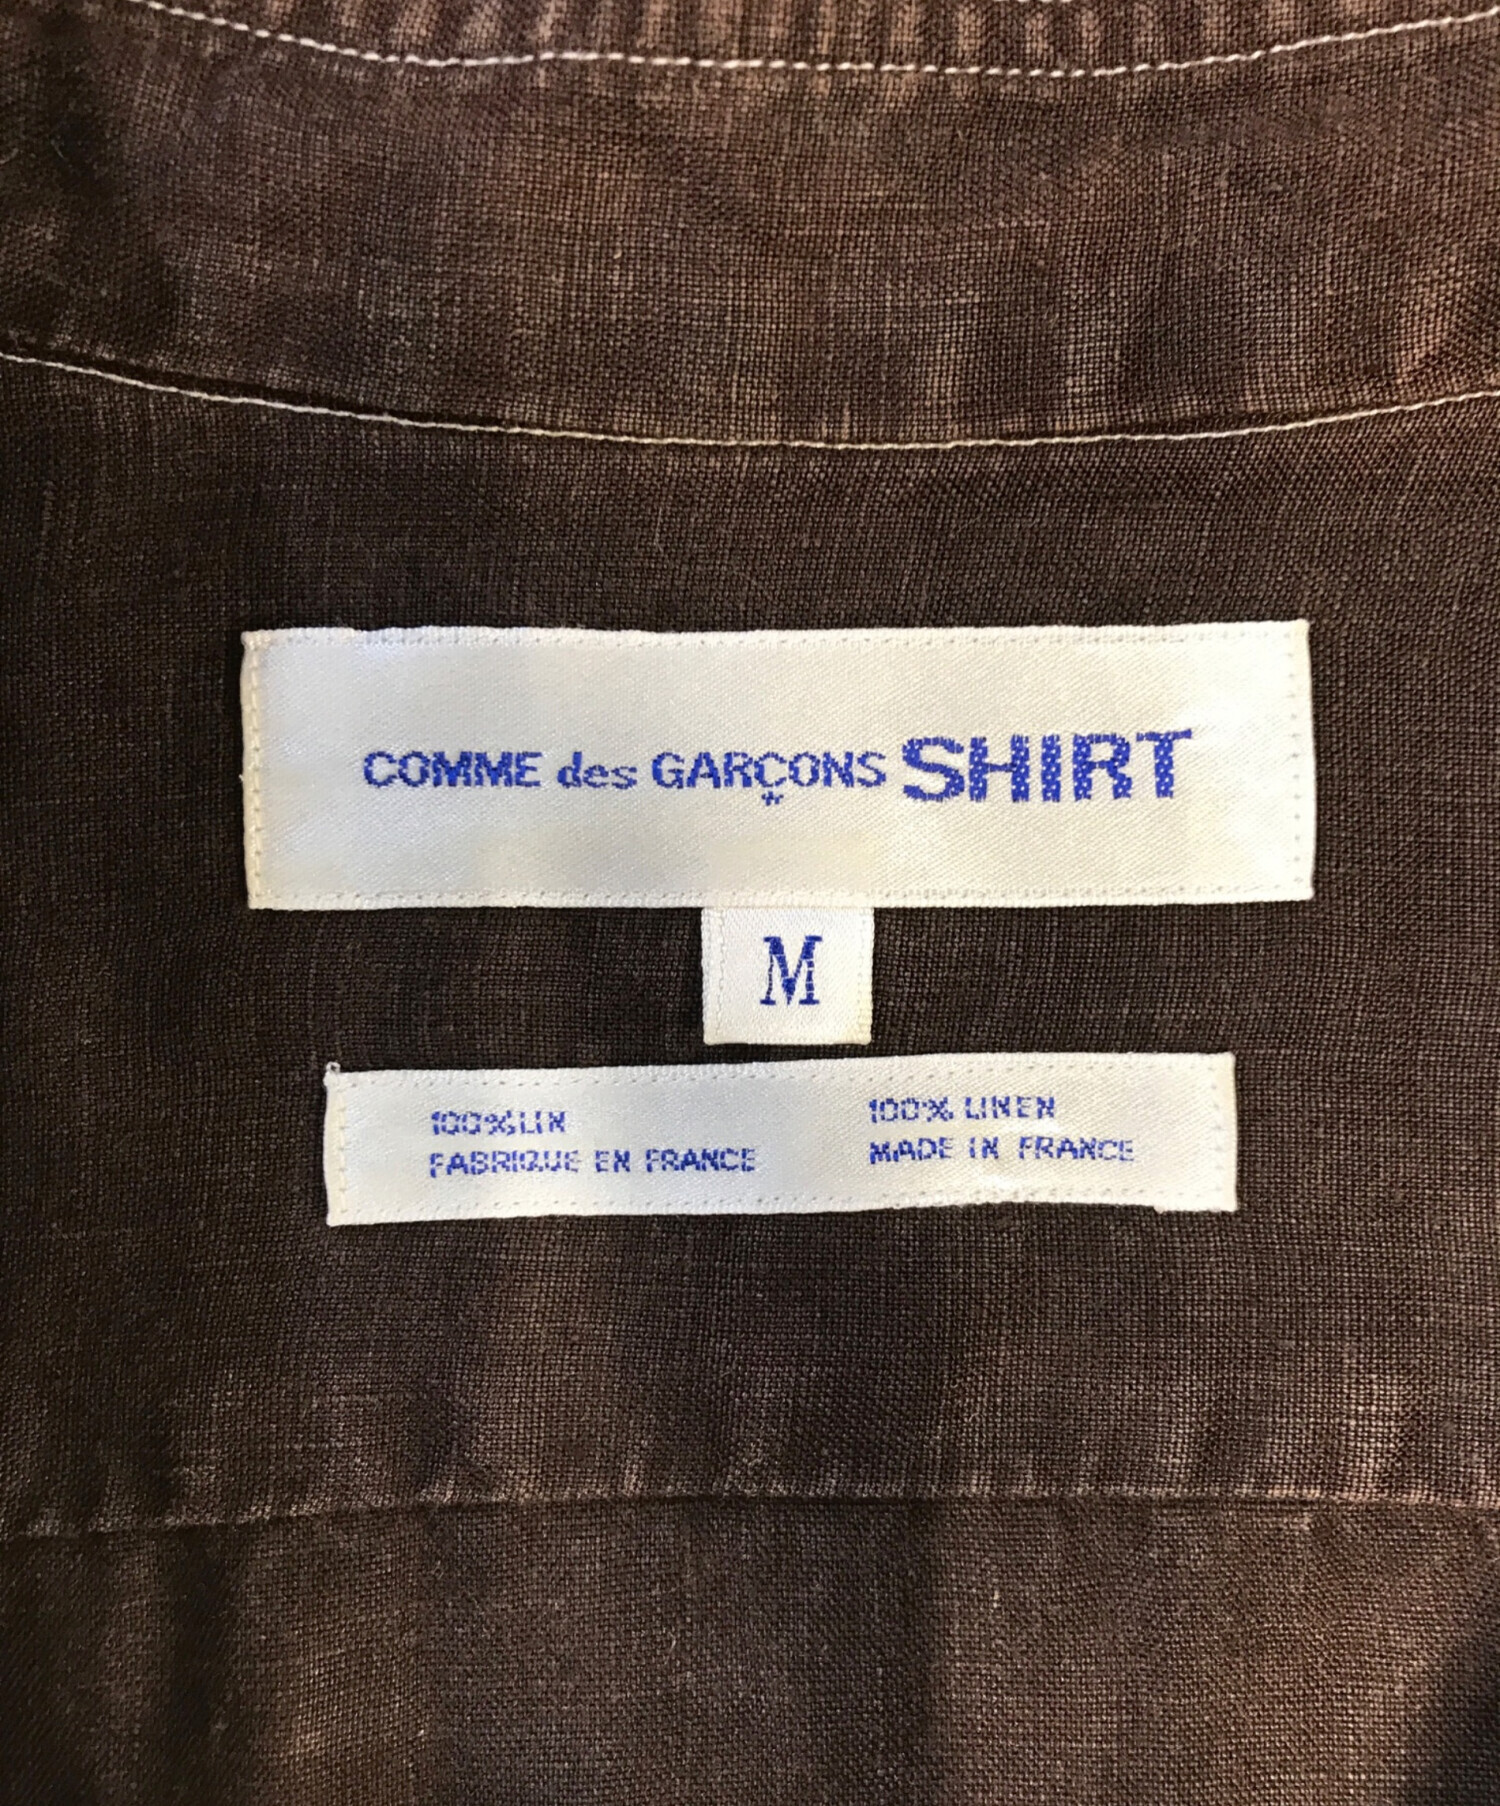 COMME des GARÇONS SHIRT
M
100% LIN
FABRIQUE EN FRANCE
100% LINEN
MADE IN FRANCE